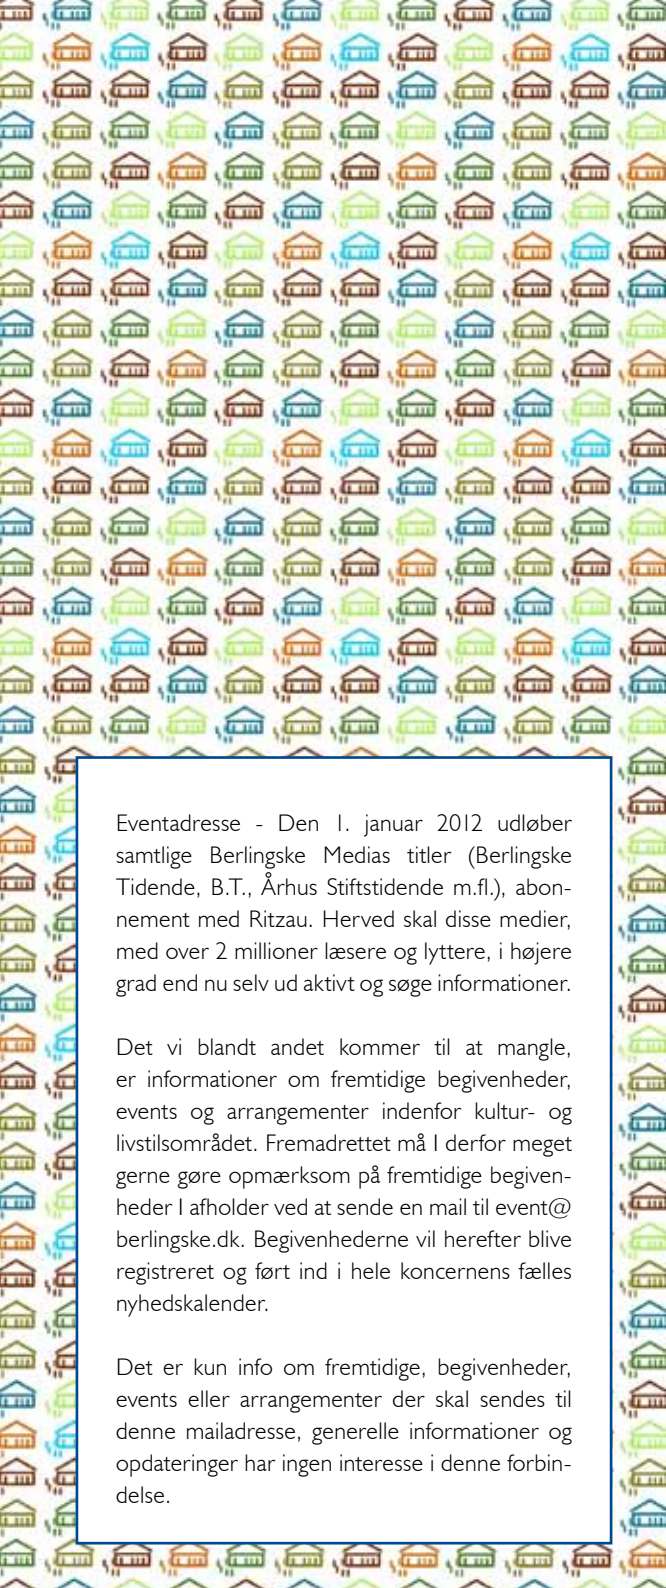 Eventadresse - Den 1. januar 2012 udløber
samtlige Berlingske Medias titler (Berlingske
Tidende, B.T., Århus Stiftstidende m.fl.), abon-
nement med Ritzau. Herved skal disse medier,
med over 2 millioner læsere og lyttere, i højere
grad end nu selv ud aktivt og søge informationer.

Det vi blandt andet kommer til at mangle,
er informationer om fremtidige begivenheder,
events og arrangementer indenfor kultur- og
livstilsområdet. Fremadrettet må I derfor meget
gerne gøre opmærksom på fremtidige begiven-
heder I afholder ved at sende en mail til event@
berlingske.dk. Begivenhederne vil herefter blive
registreret og ført ind i hele koncernens fælles
nyhedskalender.

Det er kun info om fremtidige, begivenheder,
events eller arrangementer der skal sendes til
denne mailadresse, generelle informationer og
opdateringer har ingen interesse i denne forbin-
delse.